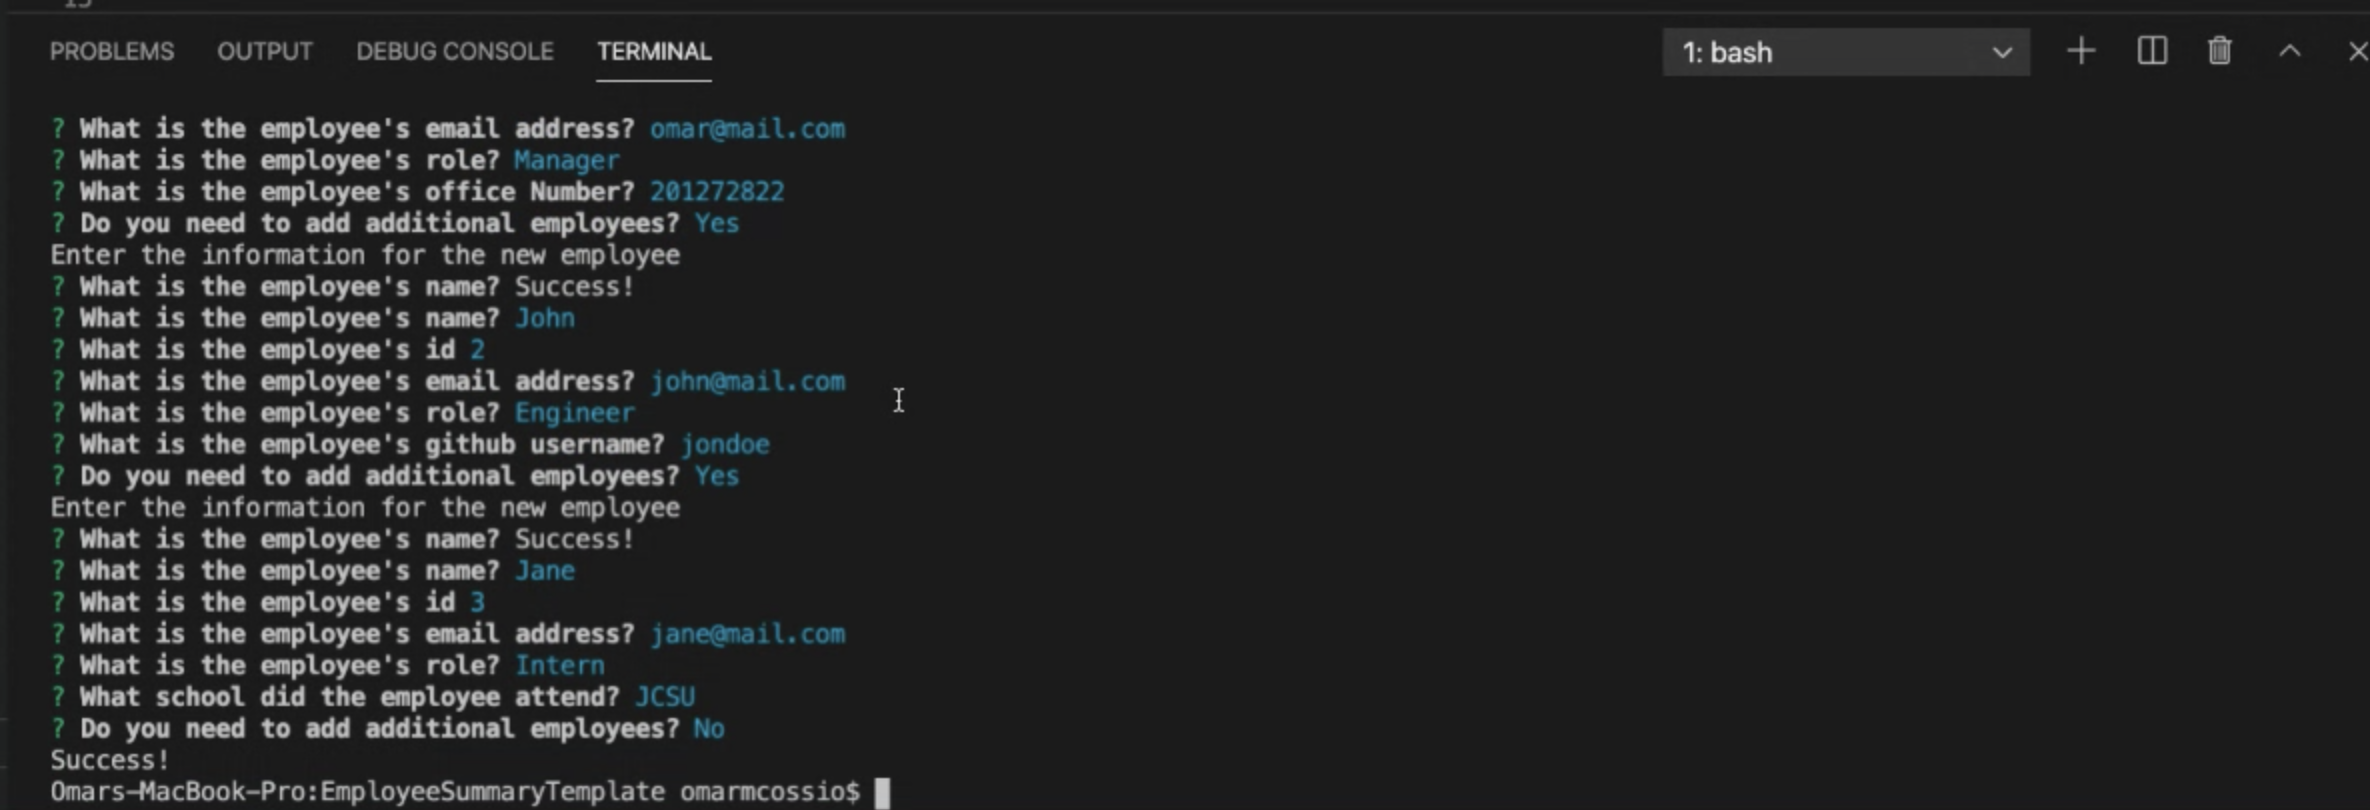 PROBLEMS OUTPUT DEBUG CONSOLE TERMINAL 1: bash
? What is the employee's email address? omar@mail.com
? What is the employee's role? Manager
? What is the employee's office Number? 201272822
? Do you need to add additional employees? Yes
Enter the information for the new employee
? What is the employee's name? Success!
? What is the employee's name? John
? What is the employee's id 2
? What is the employee's email address? john@mail.com
? What is the employee's role? Engineer
? What is the employee's github username? jondoe
? Do you need to add additional employees? Yes
Enter the information for the new employee
? What is the employee's name? Success!
? What is the employee's name? Jane
? What is the employee's id 3
? What is the employee's email address? jane@mail.com
? What is the employee's role? Intern
? What school did the employee attend? JCSU
? Do you need to add additional employees? No
Success!
Omars-MacBook-Pro:EmployeeSummaryTemplate omarmcossio$